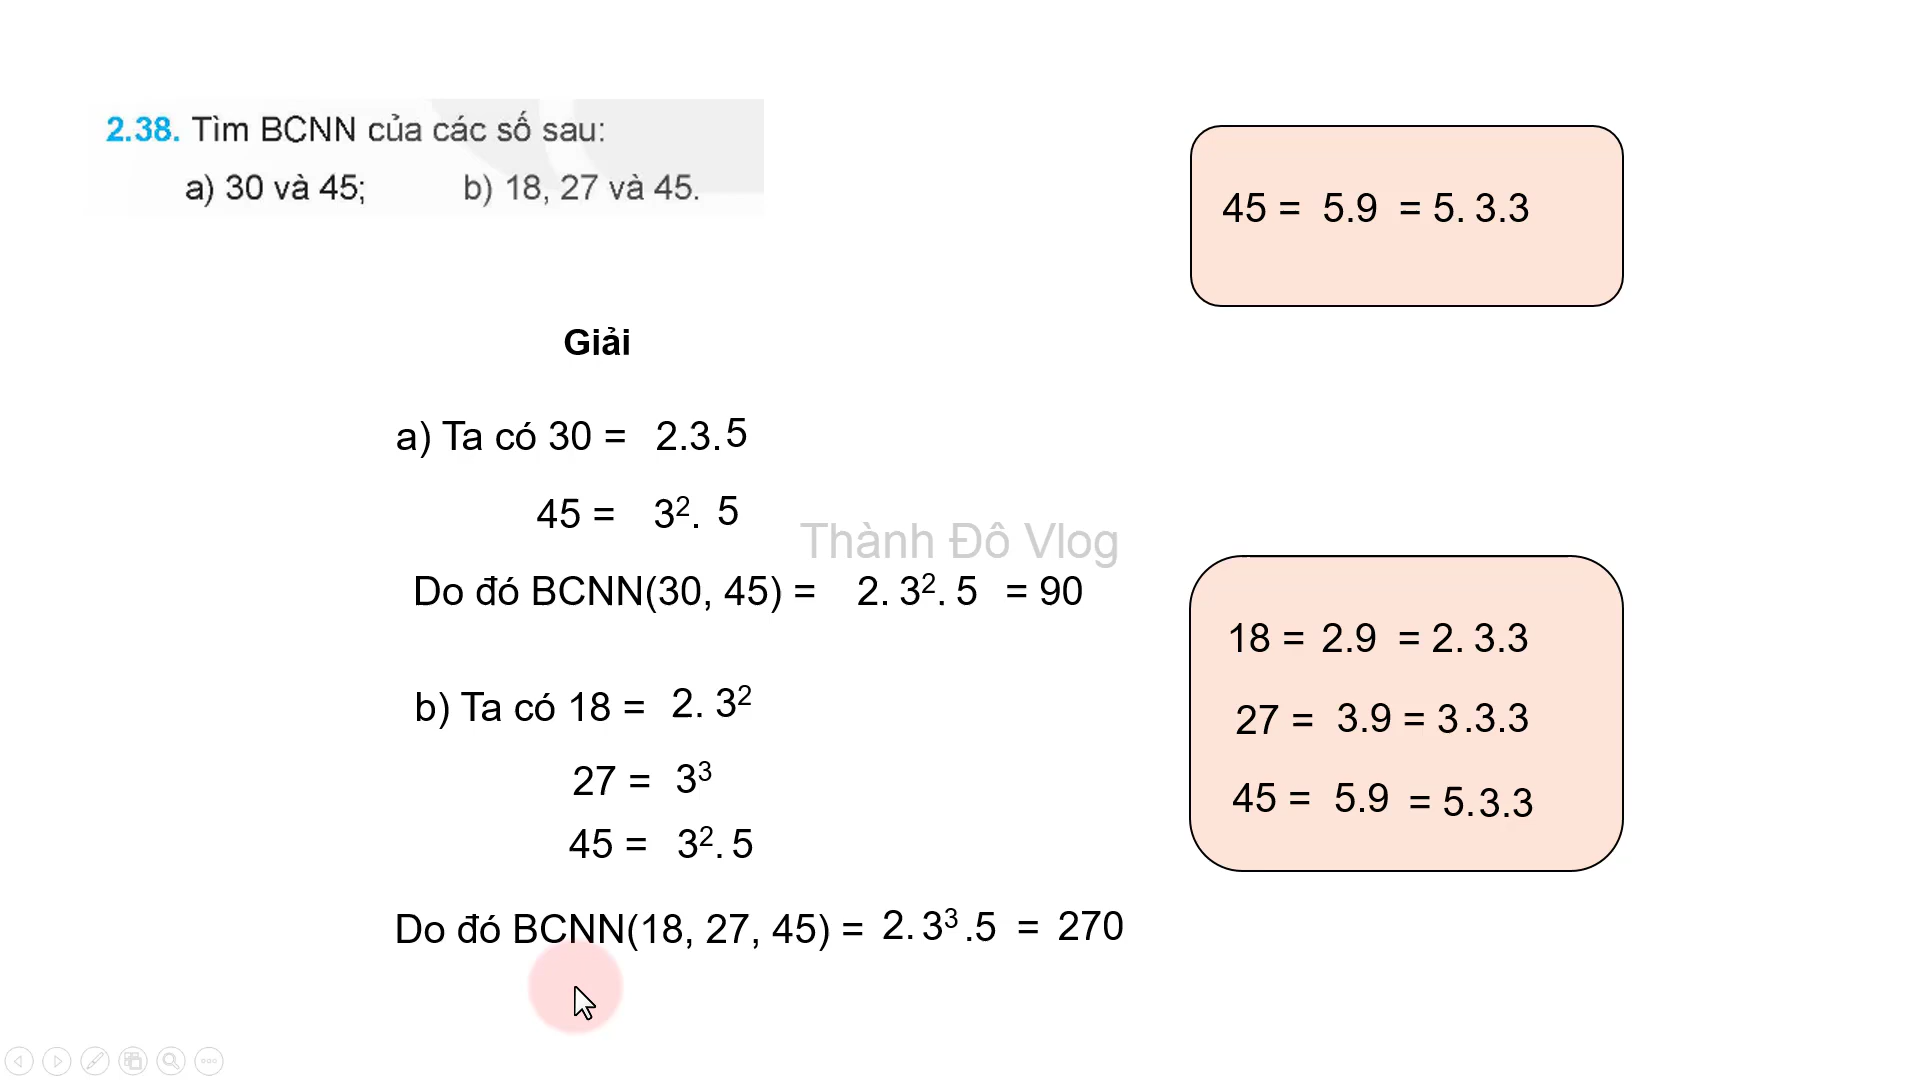 2.38. Tìm BCNN của các số sau:
a) 30 và 45; b) 18, 27 và 45.
45 = 5.9 = 5. 3.3
Giải
a) Ta có 30 = 2.3.5
45 = 3². 5
Thành Đô Vlog
Do đó BCNN(30, 45) = 2. 3². 5 = 90
b) Ta có 18 = 2. 3²
27 = 3³
45 = 3². 5
Do đó BCNN(18, 27, 45) = 2. 3³ .5 = 270
18 = 2.9 = 2. 3.3
27 = 3.9 = 3 .3.3
45 = 5.9 = 5. 3.3